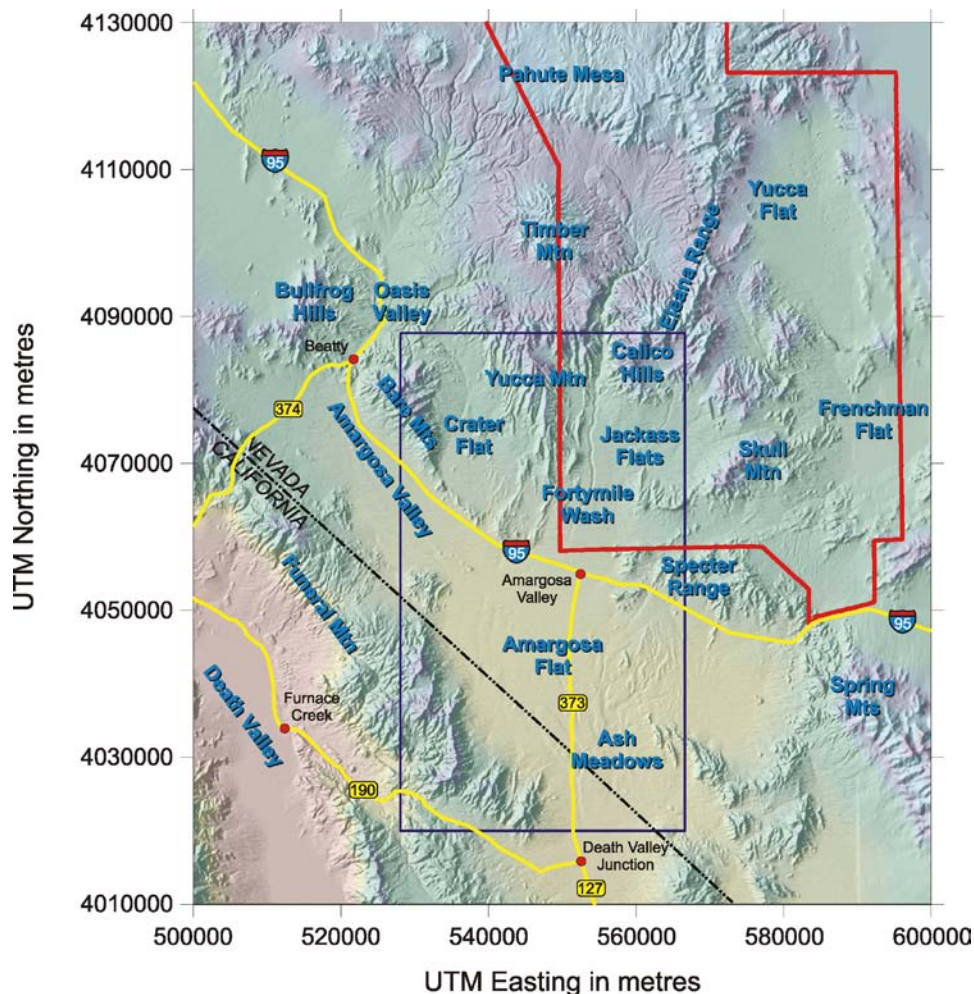 4130000
Pahute Mesa
95
4110000
Yucca
Flat
Timber
Mtn
Eleana Range
Bullfrog
Hills
Oasis
Valley
4090000
Beatty
Calico
Hills
Yucca Mtn
Bare Mts
374
Crater
Flat
Frenchman
Flat
Jackass
Flats
Skull
Mtn
4070000
NEVADA
CALIFORNIA
Amargosa Valley
Fortymile
Wash
95
Amargosa
Valley
Specter
Range
Funeral Mtn
4050000
95
Amargosa
Flat
Death Valley
Furnace
Creek
373
Spring
Mts
Ash
Meadows
4030000
190
Death Valley
Junction
127
4010000
500000 520000 540000 560000 580000 600000
UTM Easting in metres
UTM Northing in metres